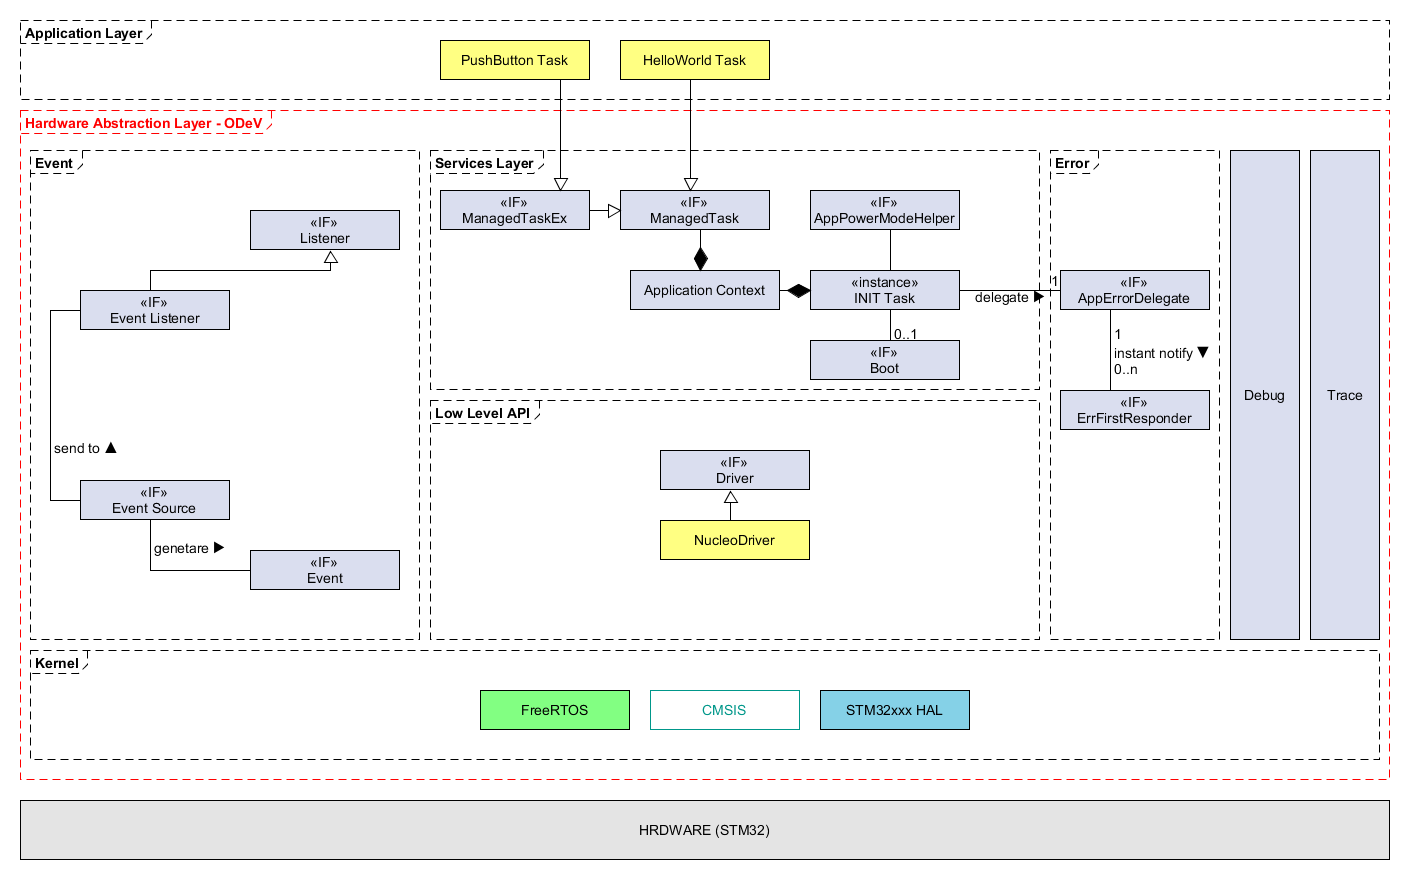 Application Layer
PushButton Task
HelloWorld Task
Hardware Abstraction Layer - ODeV
Event
«IF»
Listener
«IF»
Event Listener
send to ▲
«IF»
Event Source
genetare ▶
«IF»
Event
Services Layer
«IF»
ManagedTaskEx
«IF»
ManagedTask
«IF»
AppPowerModeHelper
Application Context
«instance»
INIT Task
delegate ▶
1
0..1
«IF»
Boot
Low Level API
«IF»
Driver
NucleoDriver
Error
«IF»
AppErrorDelegate
1
instant notify ▼
0..n
«IF»
ErrFirstResponder
Debug
Trace
Kernel
FreeRTOS
CMSIS
STM32xxx HAL
HRDWARE (STM32)